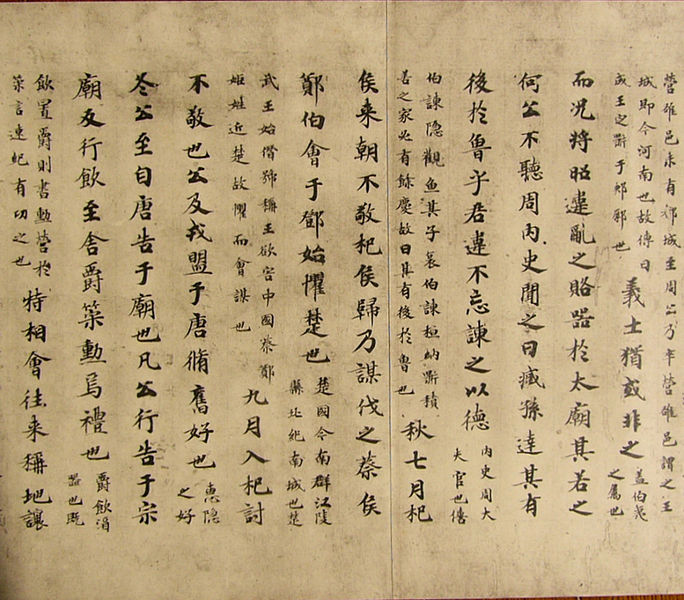 營雒邑未有郟城至周公乃卒營雒邑謂之王
城即今河南也故傳曰
成王定鼎于郟鄏也
義士猶或非之
蓋伯夷
之屬也
而况將昭違亂之賂器於太廟其若之
何公不聽周内史聞之曰臧孫達其有
後於魯乎君違不忘諫之以德
内史周大
夫官也僖
伯諫隐觀魚其子哀伯諫桓納鼎積
善之家必有餘慶故曰其有後於魯也
秋七月杞
侯来朝不敬杞侯歸乃謀伐之蔡侯
鄭伯會于鄧始懼楚也
楚國今南群江陵
縣北紀南城也楚
武王始僭號稱王欲害中國蔡鄭
姬姓近楚故懼而會謀也
九月入杞討
不敬也公及戎盟于唐脩舊好也
惠隐
之好
冬公至自唐告于廟也凡公行告于宗
廟反行飲至舍爵策勳焉禮也
爵飲酒
器也既
飲置爵則書勳勞於
策言速紀有功之也
特相會往来稱地讓